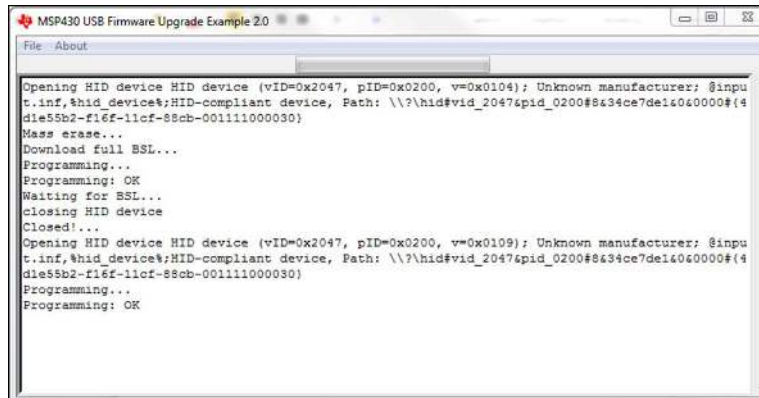 MSP430 USB Firmware Upgrade Example 2.0
File About
Opening HID device HID device (vID=0x2047, pID=0x0200, v=0x0104); Unknown manufacturer; @inpu
t.inf,%hid_device%;HID-compliant device, Path: \\?\hid#vid_2047&pid_0200#8&34ce7de1&0&0000#{4
d1e55b2-f16f-11cf-88cb-001111000030}
Mass erase...
Download full BSL...
Programming...
Programming: OK
Waiting for BSL...
closing HID device
Closed!...
Opening HID device HID device (vID=0x2047, pID=0x0200, v=0x0109); Unknown manufacturer; @inpu
t.inf,%hid_device%;HID-compliant device, Path: \\?\hid#vid_2047&pid_0200#8&34ce7de1&0&0000#{4
d1e55b2-f16f-11cf-88cb-001111000030}
Programming...
Programming: OK